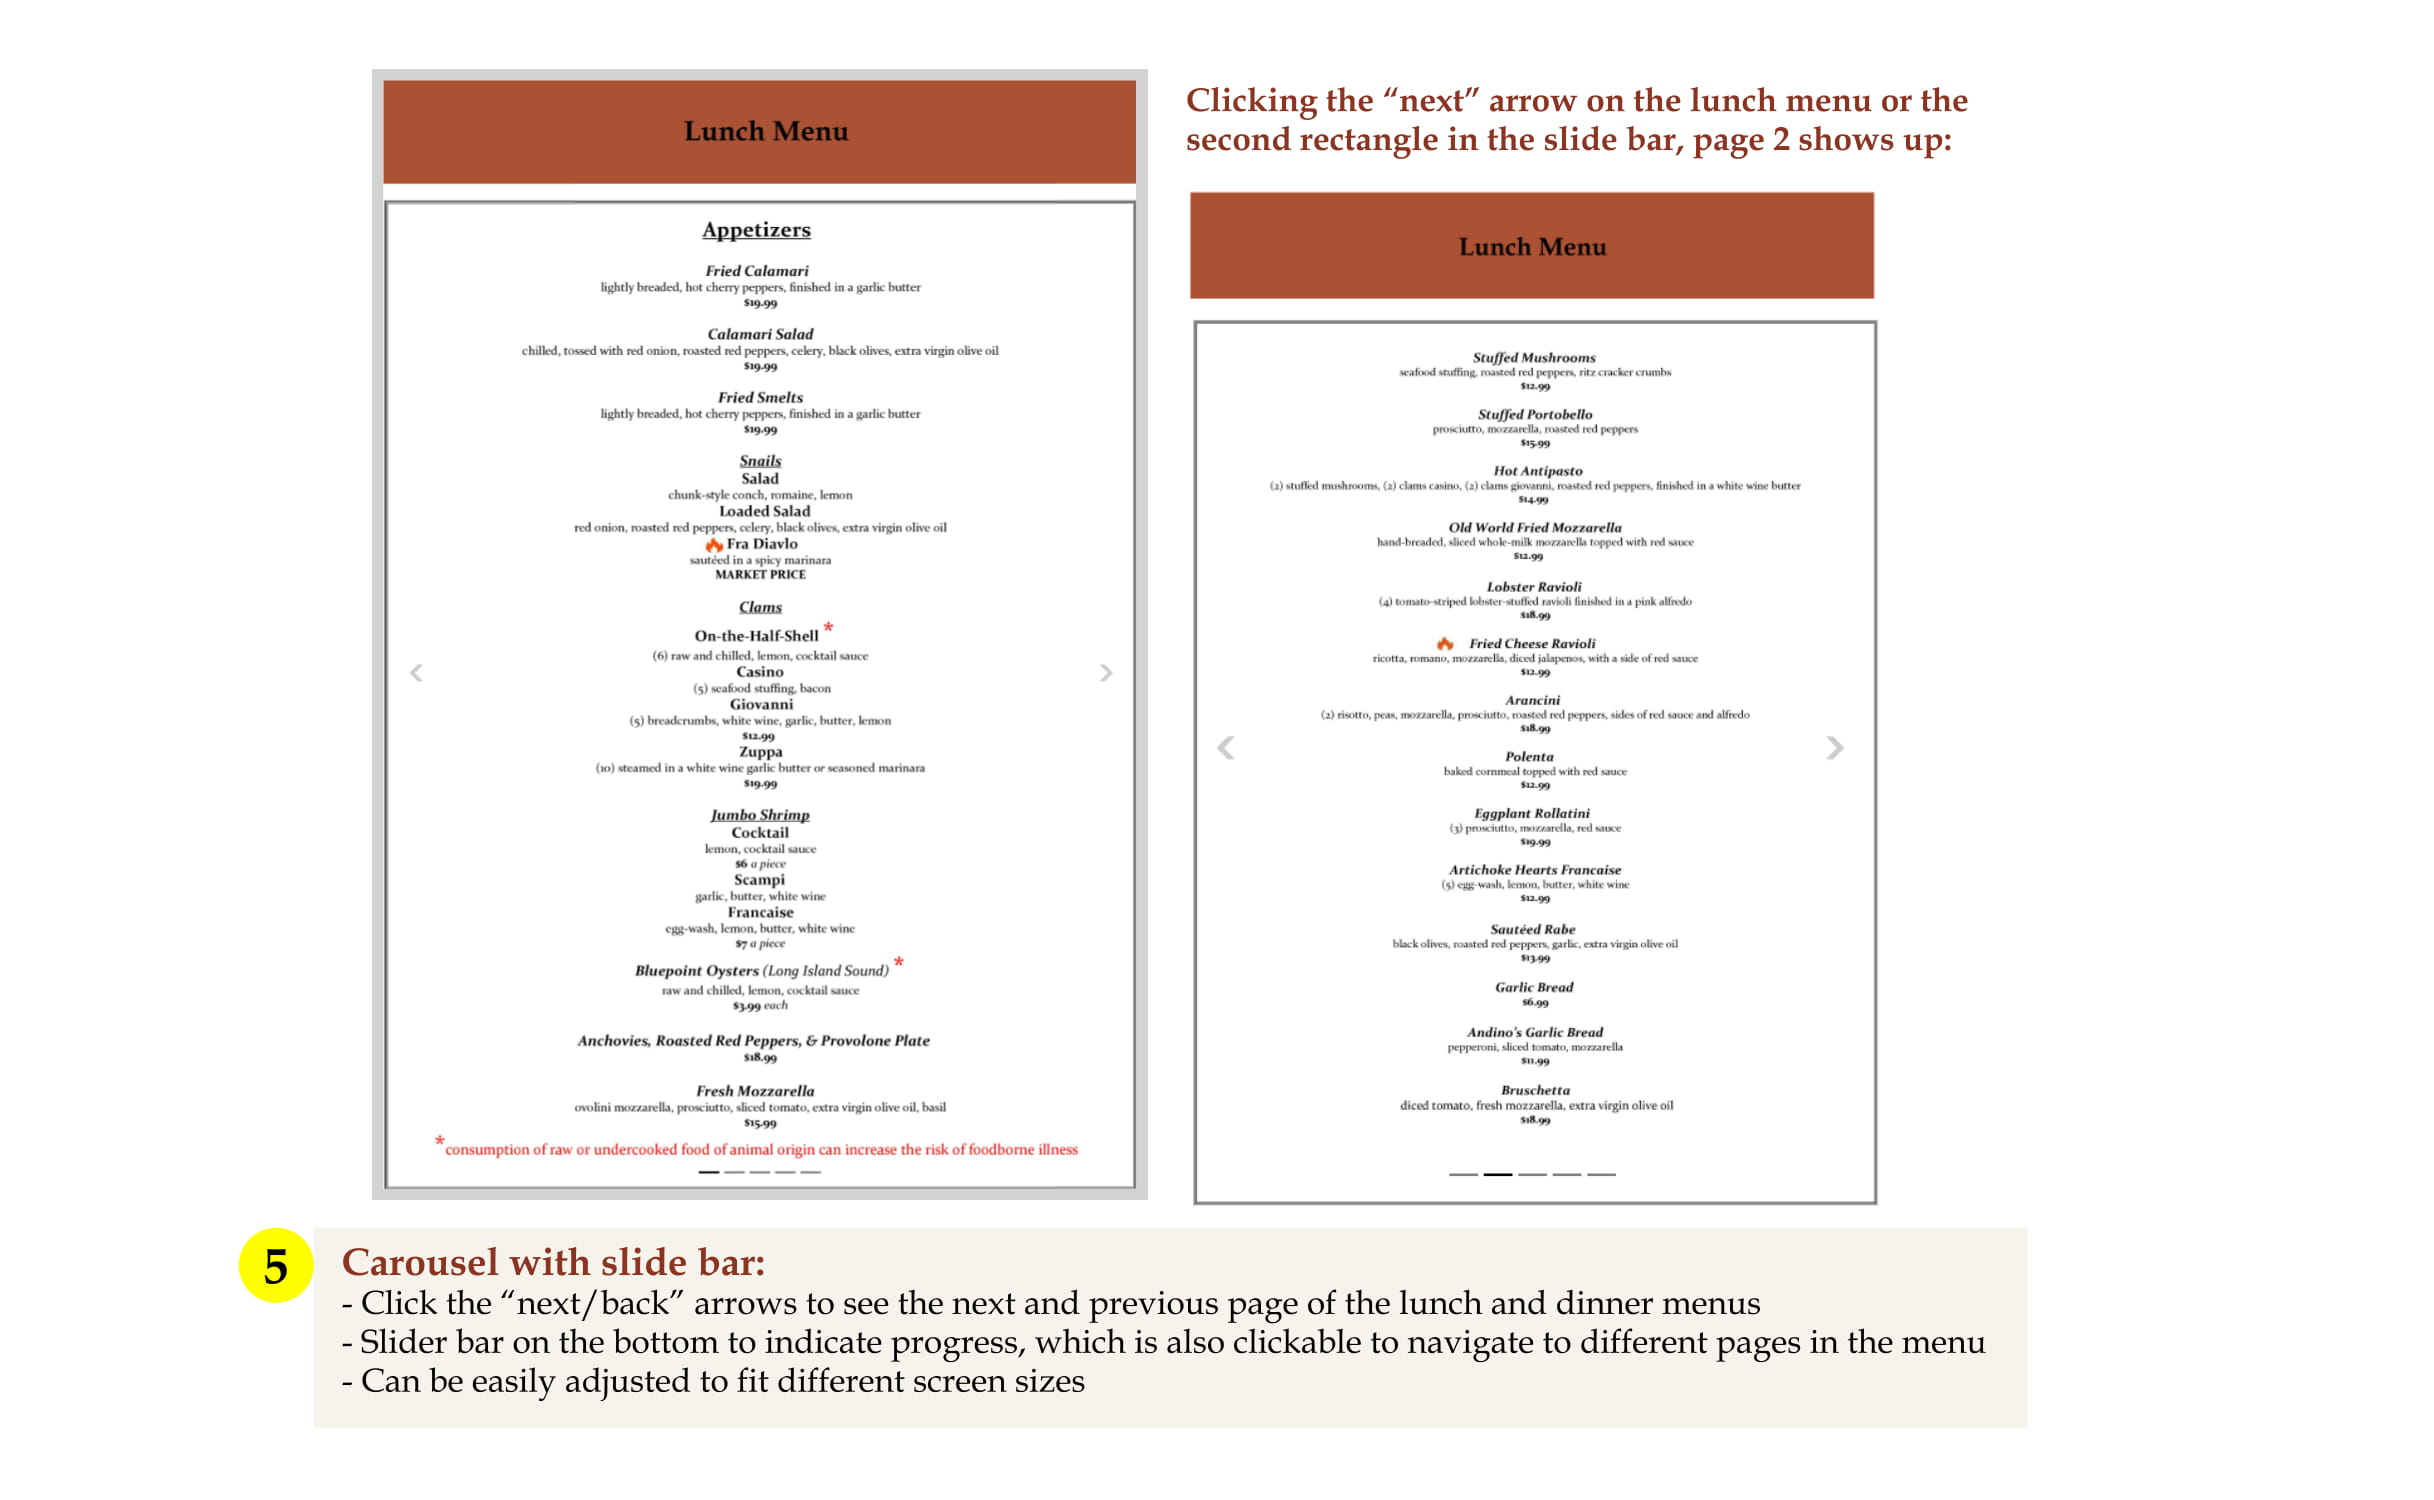 Lunch Menu
Appetizers
Fried Calamari
lightly breaded, hot cherry peppers, finished in a garlic butter
$19.99
Calamari Salad
chilled, tossed with red onion, roasted red peppers, celery, black olives, extra virgin olive oil
$19.99
Fried Smelts
lightly breaded, hot cherry peppers, finished in a garlic butter
$19.99
Snails
Salad
chunk-style conch, romaine, lemon
Loaded Salad
red onion, roasted red peppers, celery, black olives, extra virgin olive oil
🔥 Fra Diavlo
sautéed in a spicy marinara
MARKET PRICE
Clams
On-the-Half-Shell *
(6) raw and chilled, lemon, cocktail sauce
Casino
(5) seafood stuffing, bacon
Giovanni
(5) breadcrumbs, white wine, garlic, butter, lemon
$12.99
Zuppa
(10) steamed in a white wine garlic butter or seasoned marinara
$19.99
Jumbo Shrimp
Cocktail
lemon, cocktail sauce
$6 a piece
Scampi
garlic, butter, white wine
Francaise
egg-wash, lemon, butter, white wine
$7 a piece
Bluepoint Oysters (Long Island Sound) *
raw and chilled, lemon, cocktail sauce
$3.99 each
Anchovies, Roasted Red Peppers, & Provolone Plate
$18.99
Fresh Mozzarella
ovolini mozzarella, prosciutto, sliced tomato, extra virgin olive oil, basil
$15.99
*consumption of raw or undercooked food of animal origin can increase the risk of foodborne illness
Clicking the “next” arrow on the lunch menu or the
second rectangle in the slide bar, page 2 shows up:
Lunch Menu
Stuffed Mushrooms
seafood stuffing, roasted red peppers, ritz cracker crumbs
$12.99
Stuffed Portobello
prosciutto, mozzarella, roasted red peppers
$15.99
Hot Antipasto
(2) stuffed mushrooms, (2) clams casino, (2) clams giovanni, roasted red peppers, finished in a white wine butter
$14.99
Old World Fried Mozzarella
hand-breaded, sliced whole-milk mozzarella topped with red sauce
$12.99
Lobster Ravioli
(4) tomato-striped lobster-stuffed ravioli finished in a pink alfredo
$18.99
🔥 Fried Cheese Ravioli
ricotta, romano, mozzarella, diced jalapenos, with a side of red sauce
$12.99
Arancini
(2) risotto, peas, mozzarella, prosciutto, roasted red peppers, sides of red sauce and alfredo
$18.99
Polenta
baked cornmeal topped with red sauce
$12.99
Eggplant Rollatini
(3) prosciutto, mozzarella, red sauce
$19.99
Artichoke Hearts Francaise
(5) egg-wash, lemon, butter, white wine
$12.99
Sautéed Rabe
black olives, roasted red peppers, garlic, extra virgin olive oil
$13.99
Garlic Bread
$6.99
Andino's Garlic Bread
pepperoni, sliced tomato, mozzarella
$11.99
Bruschetta
diced tomato, fresh mozzarella, extra virgin olive oil
$18.99
5
Carousel with slide bar:
- Click the “next/back” arrows to see the next and previous page of the lunch and dinner menus
- Slider bar on the bottom to indicate progress, which is also clickable to navigate to different pages in the menu
- Can be easily adjusted to fit different screen sizes